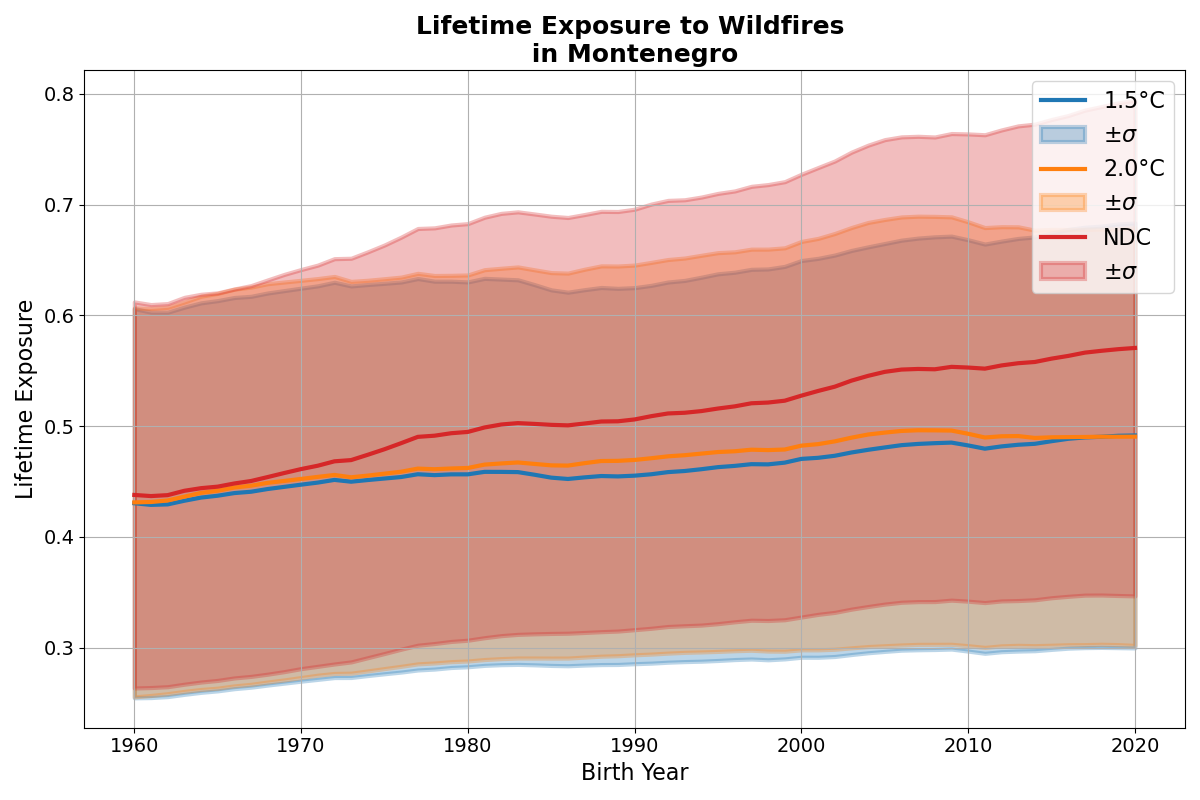 Lifetime Exposure to Wildfires
in Montenegro
Lifetime Exposure
0.8
0.7
0.6
0.5
0.4
0.3
1960
1970
1980
1990
2000
2010
2020
Birth Year
1.5°C
±σ
2.0°C
±σ
NDC
±σ